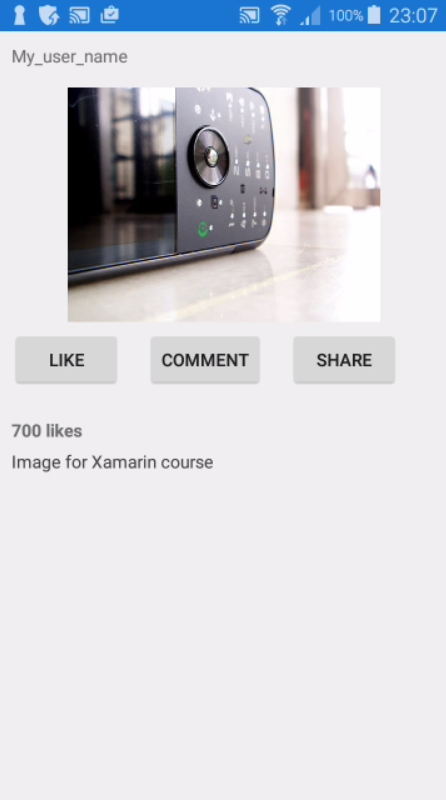 100% 23:07
My_user_name
LIKE COMMENT SHARE
700 likes
Image for Xamarin course